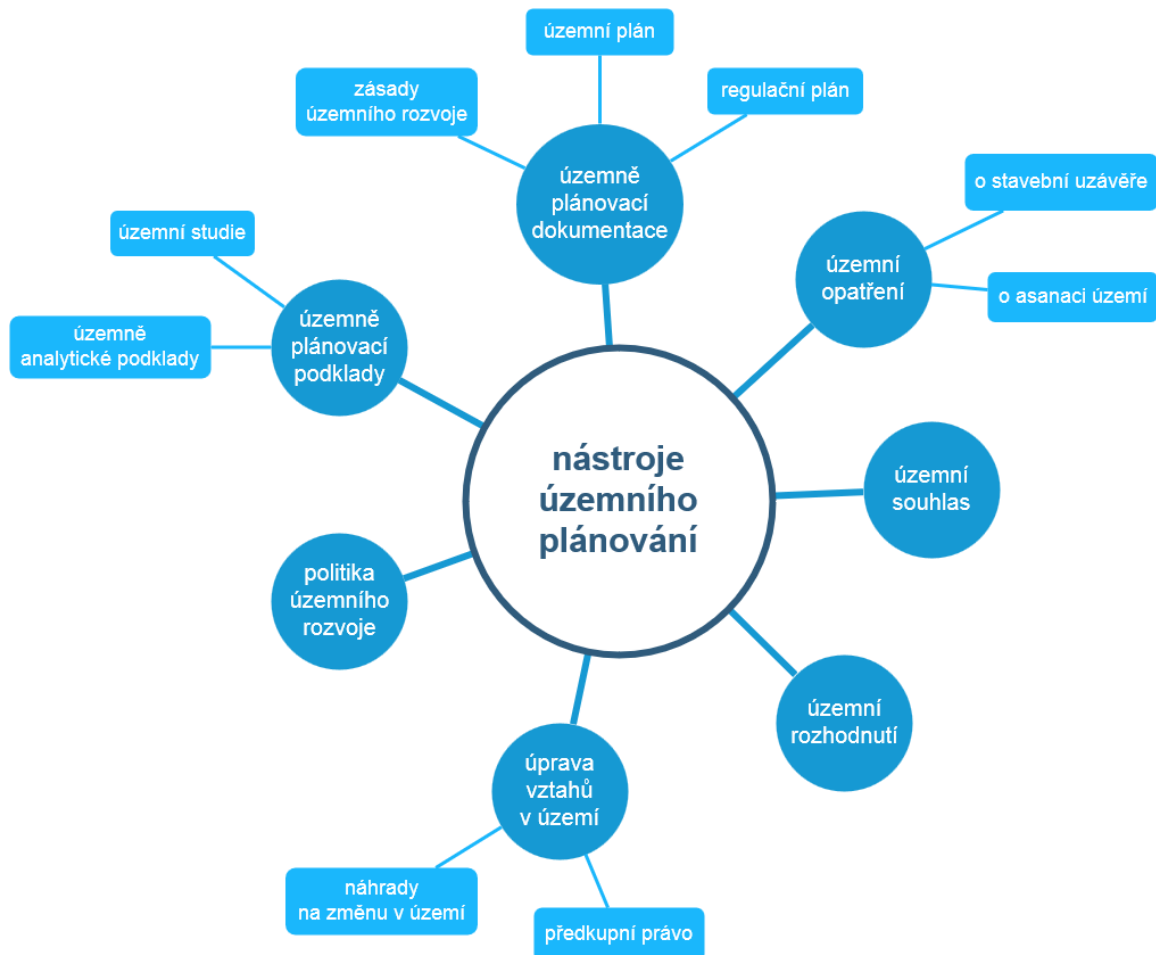 územní plán
zásady
územního rozvoje
regulační plán
územně
plánovací
dokumentace
o stavební uzávěře
územní
opatření
o asanaci území
územní studie
územně
analytické podklady
územně
plánovací
podklady
nástroje
územního
plánování
územní
souhlas
politika
územního
rozvoje
územní
rozhodnutí
úprava
vztahů
v území
náhrady
na změnu v území
předkupní právo